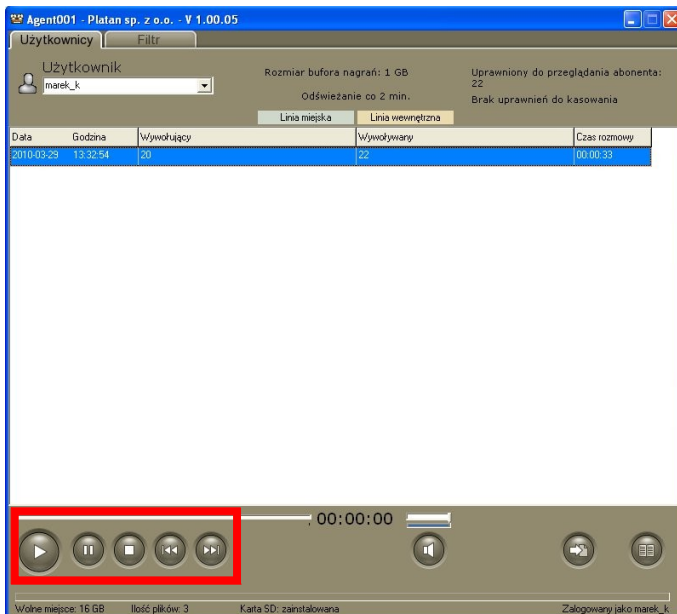 Agent001 - Platan sp. z o.o. - V 1.00.05
Użytkownicy Filtr
Użytkownik
marek_k
Rozmiar bufora nagrań: 1 GB
Odświeżanie co 2 min.
Uprawniony do przeglądania abonenta:
22
Brak uprawnień do kasowania
Linia miejska Linia wewnętrzna
Data Godzina Wywołujący Wywoływany Czas rozmowy
2010-03-29 13:32:54 20 22 00:00:33
00:00:00
Wolne miejsce: 16 GB Ilość plików: 3 Karta SD: zainstalowana Zalogowany jako marek_k